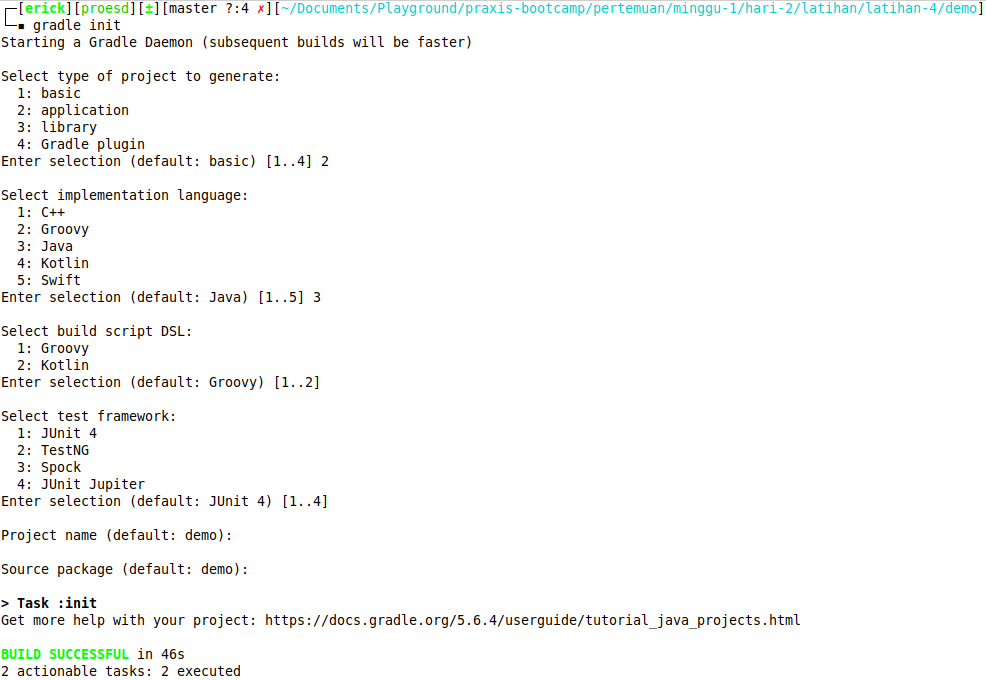 [erick][proesd][±][master ?:4 ✗][~/Documents/Playground/praxis-bootcamp/pertemuan/minggu-1/hari-2/latihan/latihan-4/demo]
▪ gradle init
Starting a Gradle Daemon (subsequent builds will be faster)
Select type of project to generate:
1: basic
2: application
3: library
4: Gradle plugin
Enter selection (default: basic) [1..4] 2
Select implementation language:
1: C++
2: Groovy
3: Java
4: Kotlin
5: Swift
Enter selection (default: Java) [1..5] 3
Select build script DSL:
1: Groovy
2: Kotlin
Enter selection (default: Groovy) [1..2]
Select test framework:
1: JUnit 4
2: TestNG
3: Spock
4: JUnit Jupiter
Enter selection (default: JUnit 4) [1..4]
Project name (default: demo):
Source package (default: demo):
> Task :init
Get more help with your project: https://docs.gradle.org/5.6.4/userguide/tutorial_java_projects.html
BUILD SUCCESSFUL in 46s
2 actionable tasks: 2 executed